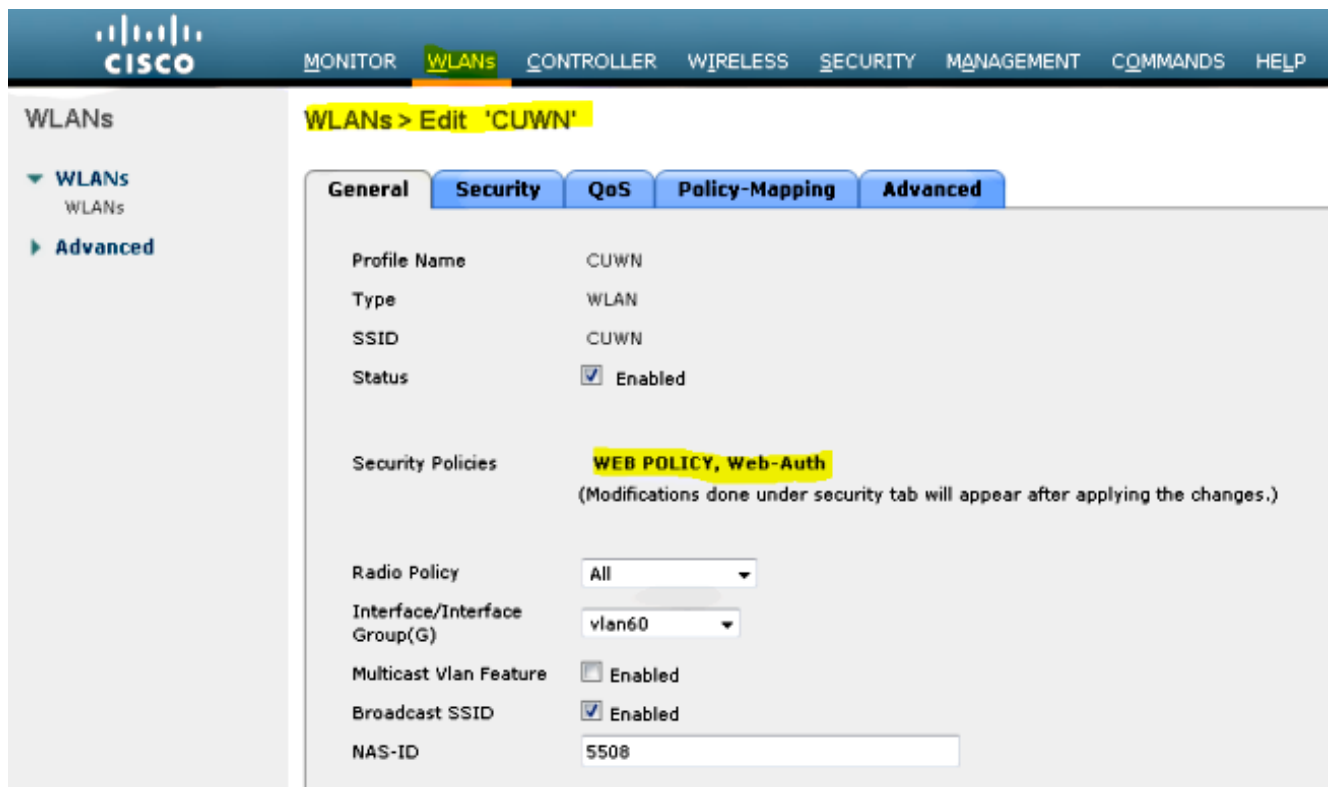 CISCO
MONITOR WLANs CONTROLLER WIRELESS SECURITY MANAGEMENT COMMANDS HELP
WLANs
WLANs
WLANs
Advanced
WLANs > Edit 'CUWN'
General Security QoS Policy-Mapping Advanced
Profile Name CUWN
Type WLAN
SSID CUWN
Status Enabled
Security Policies WEB POLICY, Web-Auth
(Modifications done under security tab will appear after applying the changes.)
Radio Policy All
Interface/Interface
Group(G) vlan60
Multicast Vlan Feature Enabled
Broadcast SSID Enabled
NAS-ID 5508